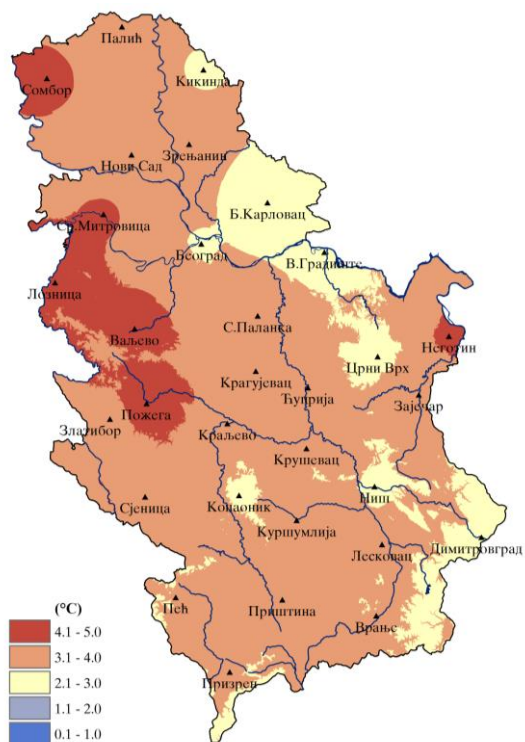 Палић
Сомбор
Кикинда
Зрењанин
Нови Сад
Б.Карловац
Ср.Митровица
Београд
В.Градиште
Лозница
Ваљево
С.Паланка
Неготин
Црни Врх
Крагујевац
Ћуприја
Зајечар
Пожега
Златибор
Краљево
Крушевац
Ниш
Сјеница
Копаоник
Куршумлија
Лесковац
Димитровград
Пећ
Приштина
Врање
Призрен
(°C)
4.1 - 5.0
3.1 - 4.0
2.1 - 3.0
1.1 - 2.0
0.1 - 1.0